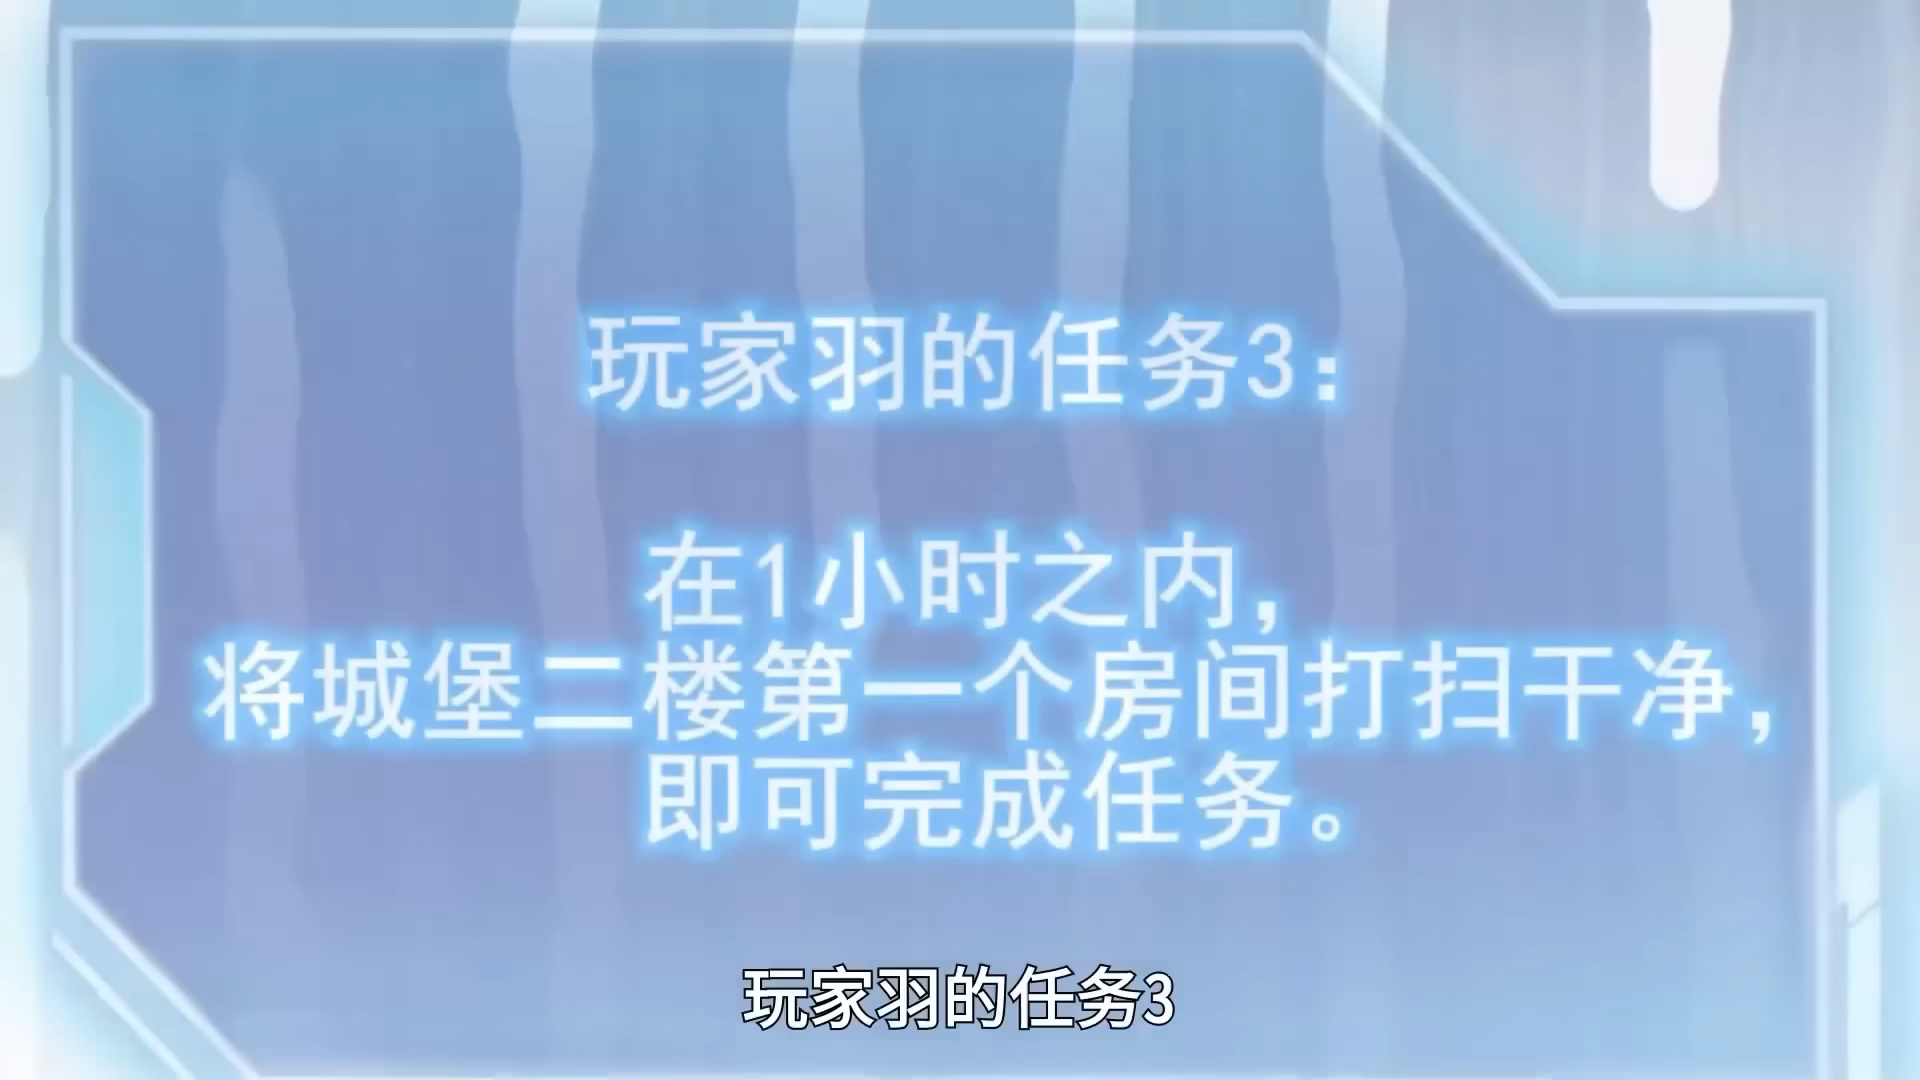 玩家羽的任务3：
在1小时之内，
将城堡二楼第一个房间打扫干净，
即可完成任务。
玩家羽的任务3